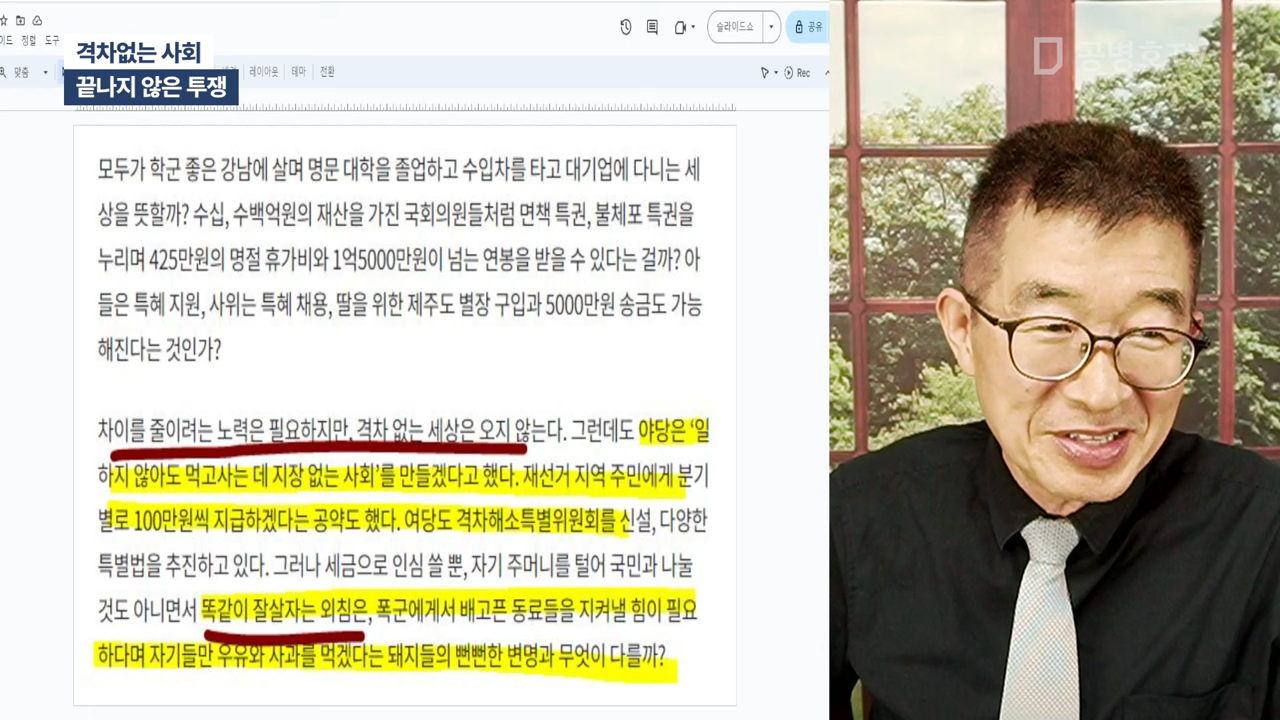 이드 정렬 도구
격차없는 사회
끝나지 않은 투쟁
맞춤
레이아웃
테마
전환
슬라이드쇼
공유
Rec
공병호TV
모두가 학군 좋은 강남에 살며 명문 대학을 졸업하고 수입차를 타고 대기업에 다니는 세
상을 뜻할까? 수십, 수백억원의 재산을 가진 국회의원들처럼 면책 특권, 불체포 특권을
누리며 425만원의 명절 휴가비와 1억5000만원이 넘는 연봉을 받을 수 있다는 걸까? 아
들은 특혜 지원, 사위는 특혜 채용, 딸을 위한 제주도 별장 구입과 5000만원 송금도 가능
해진다는 것인가?
차이를 줄이려는 노력은 필요하지만, 격차 없는 세상은 오지 않는다. 그런데도 야당은 ‘일
하지 않아도 먹고사는 데 지장 없는 사회’를 만들겠다고 했다. 재선거 지역 주민에게 분기
별로 100만원씩 지급하겠다는 공약도 했다. 여당도 격차해소특별위원회를 신설, 다양한
특별법을 추진하고 있다. 그러나 세금으로 인심 쓸 뿐, 자기 주머니를 털어 국민과 나눌
것도 아니면서 똑같이 잘살자는 외침은, 폭군에게서 배고픈 동료들을 지켜낼 힘이 필요
하다며 자기들만 우유와 사과를 먹겠다는 돼지들의 뻔뻔한 변명과 무엇이 다를까?